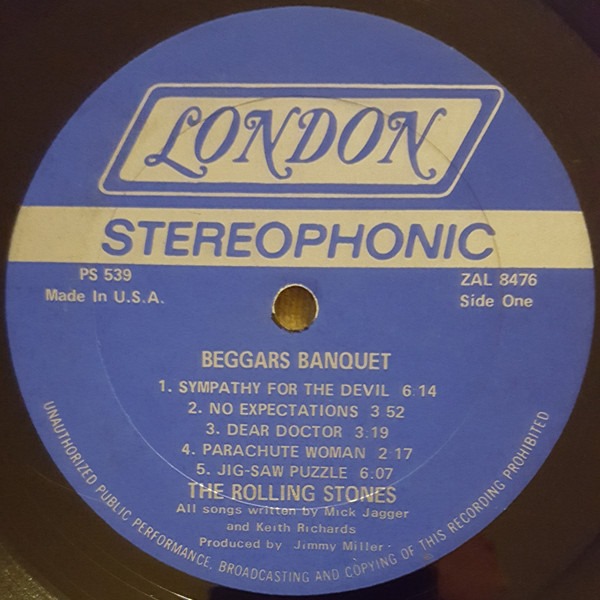 LONDON
STEREOPHONIC
PS 539
Made In U.S.A.
ZAL 8476
Side One
BEGGARS BANQUET
1. SYMPATHY FOR THE DEVIL 6.14
2. NO EXPECTATIONS 3 52
3. DEAR DOCTOR 3.19
4. PARACHUTE WOMAN 2 17
5. JIG-SAW PUZZLE 6.07
THE ROLLING STONES
All songs written by Mick Jagger
and Keith Richards
Produced by Jimmy Miller
UNAUTHORIZED PUBLIC PERFORMANCE, BROADCASTING AND COPYING OF THIS RECORDING PROHIBITED